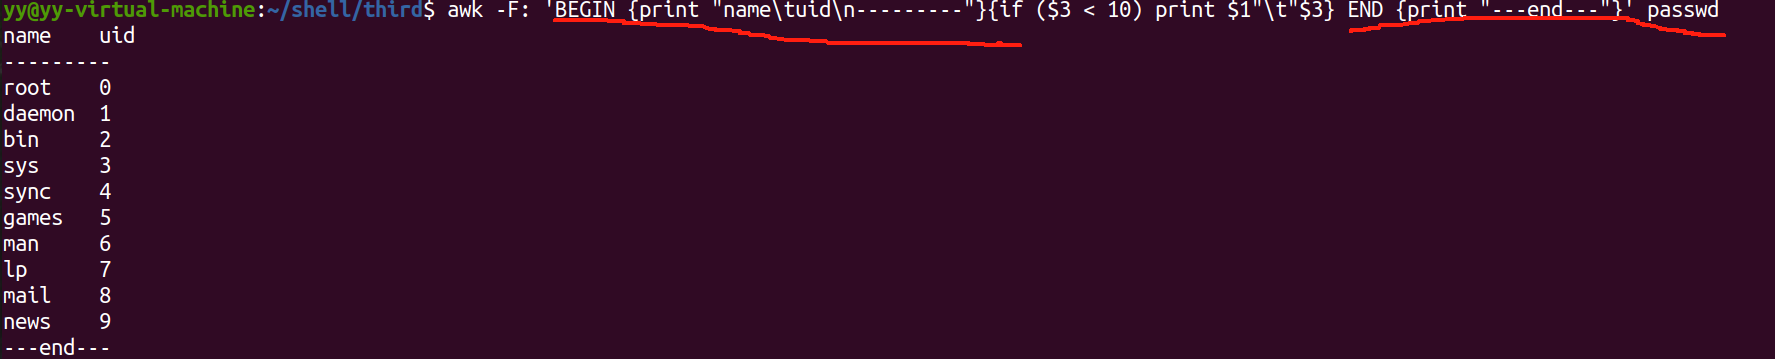 yy@yy-virtual-machine:~/shell/third$ awk -F: 'BEGIN {print "name\tuid\n---------"}{if ($3 < 10) print $1"\t"$3} END {print "---end---"}' passwd
name    uid
---------
root    0
daemon  1
bin     2
sys     3
sync    4
games   5
man     6
lp      7
mail    8
news    9
---end---